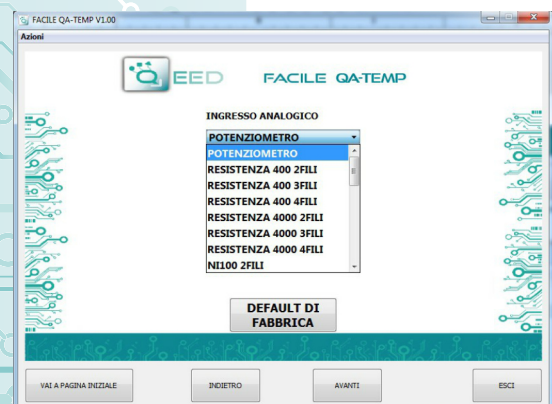 FACILE QA-TEMP V1.00
Azioni
QEED FACILE QA-TEMP
INGRESSO ANALOGICO
POTENZIOMETRO
POTENZIOMETRO
RESISTENZA 400 2FILI
RESISTENZA 400 3FILI
RESISTENZA 400 4FILI
RESISTENZA 4000 2FILI
RESISTENZA 4000 3FILI
RESISTENZA 4000 4FILI
NI100 2FILI
DEFAULT DI
FABBRICA
VAI A PAGINA INIZIALE INDIETRO AVANTI ESCI